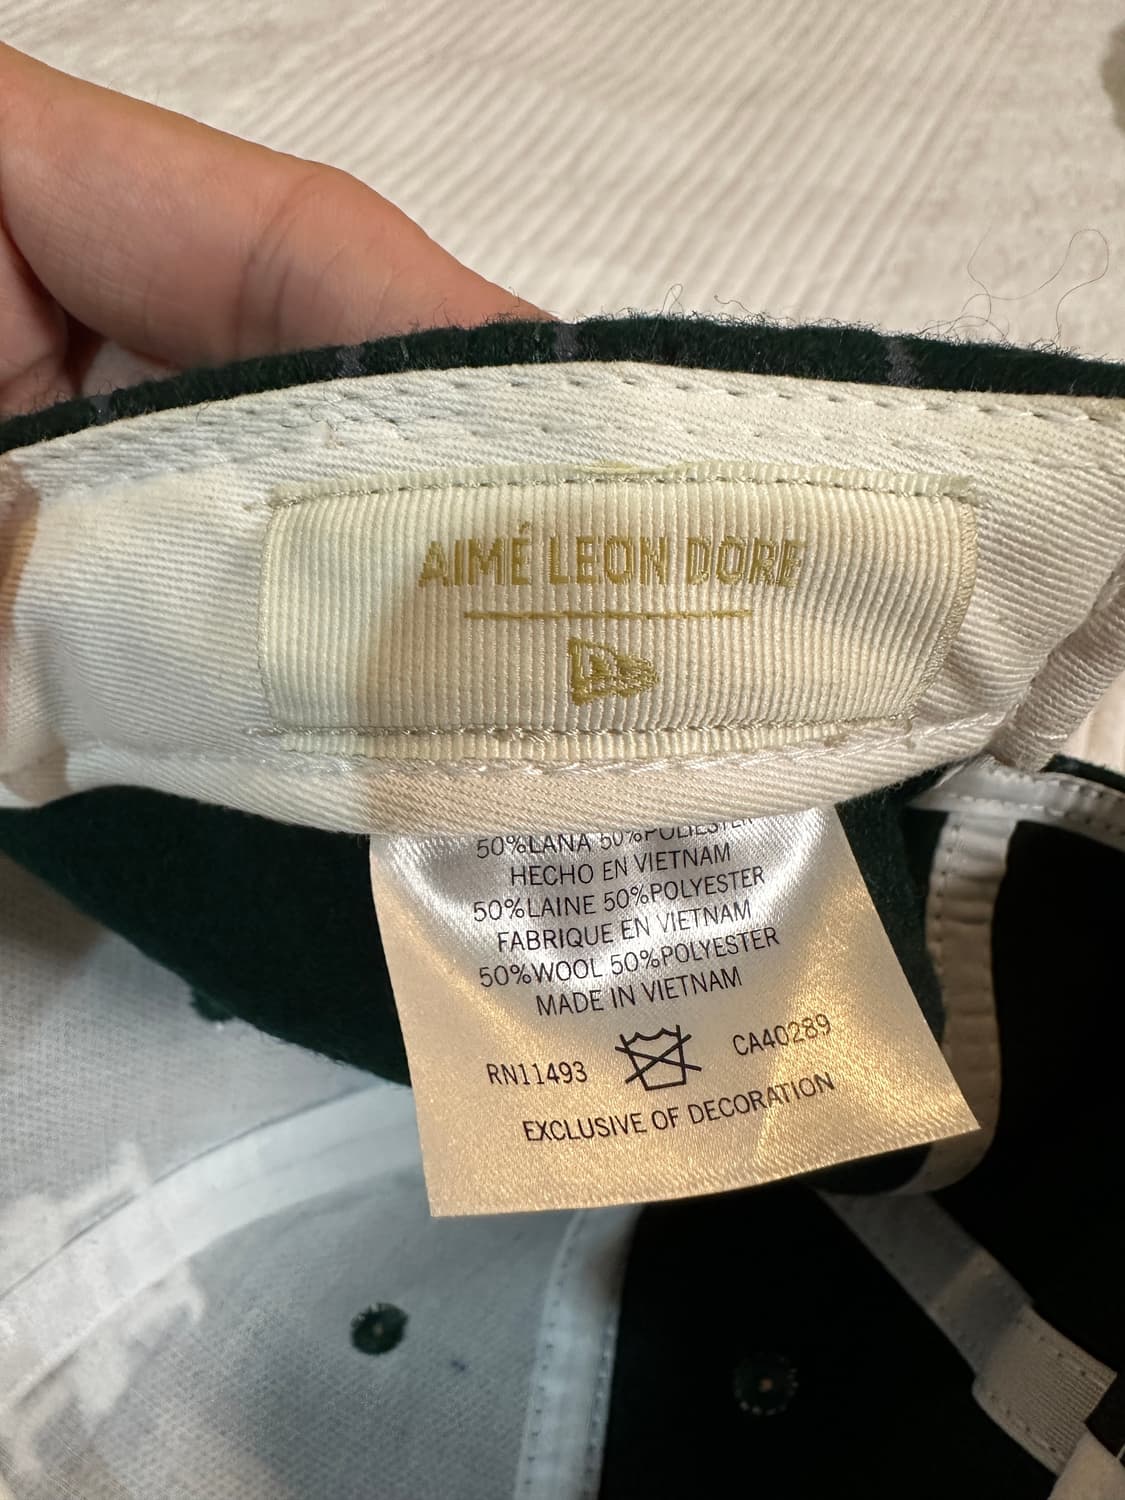 AIMÉ LEON DORE
50%LANA 50%POLIESTER
HECHO EN VIETNAM
50%LAINE 50%POLYESTER
FABRIQUE EN VIETNAM
50%WOOL 50%POLYESTER
MADE IN VIETNAM
RN11493 CA40289
EXCLUSIVE OF DECORATION